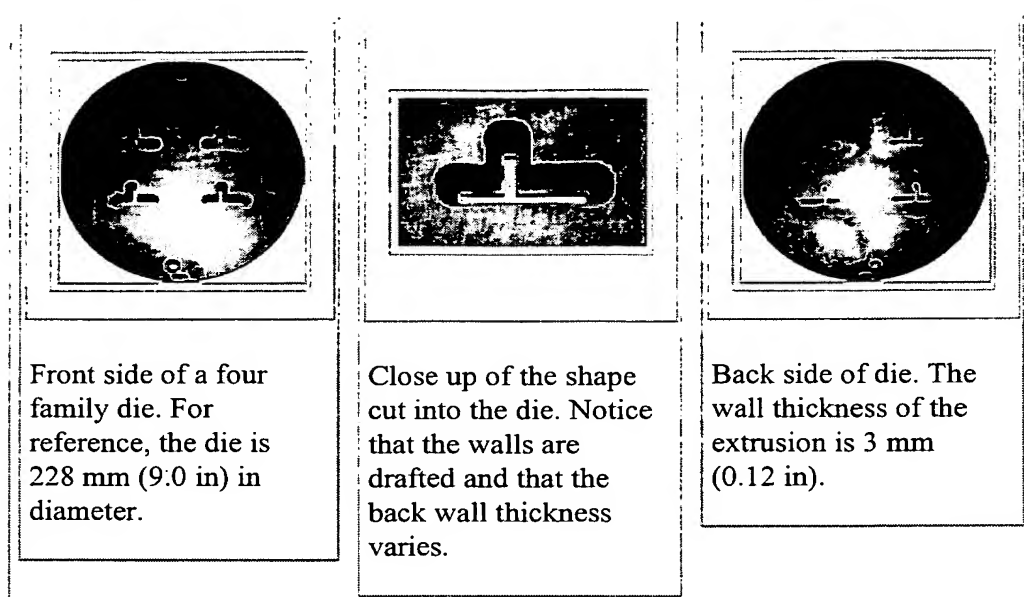 Front side of a four
family die. For
reference, the die is
228 mm (9.0 in) in
diameter.
Close up of the shape
cut into the die. Notice
that the walls are
drafted and that the
back wall thickness
varies.
Back side of die. The
wall thickness of the
extrusion is 3 mm
(0.12 in).